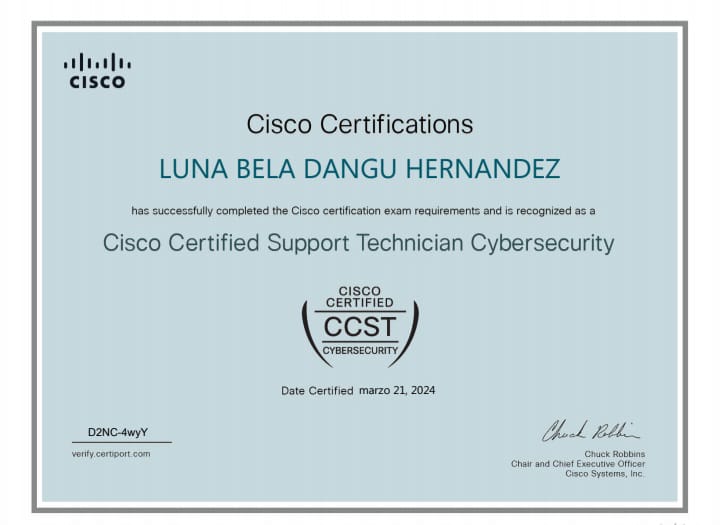 CISCO
Cisco Certifications
LUNA BELA DANGU HERNANDEZ
has successfully completed the Cisco certification exam requirements and is recognized as a
Cisco Certified Support Technician Cybersecurity
CISCO
CERTIFIED
CCST
CYBERSECURITY
Date Certified marzo 21, 2024
D2NC-4wyY
verify.certiport.com
Chuck Robbins
Chuck Robbins
Chair and Chief Executive Officer
Cisco Systems, Inc.